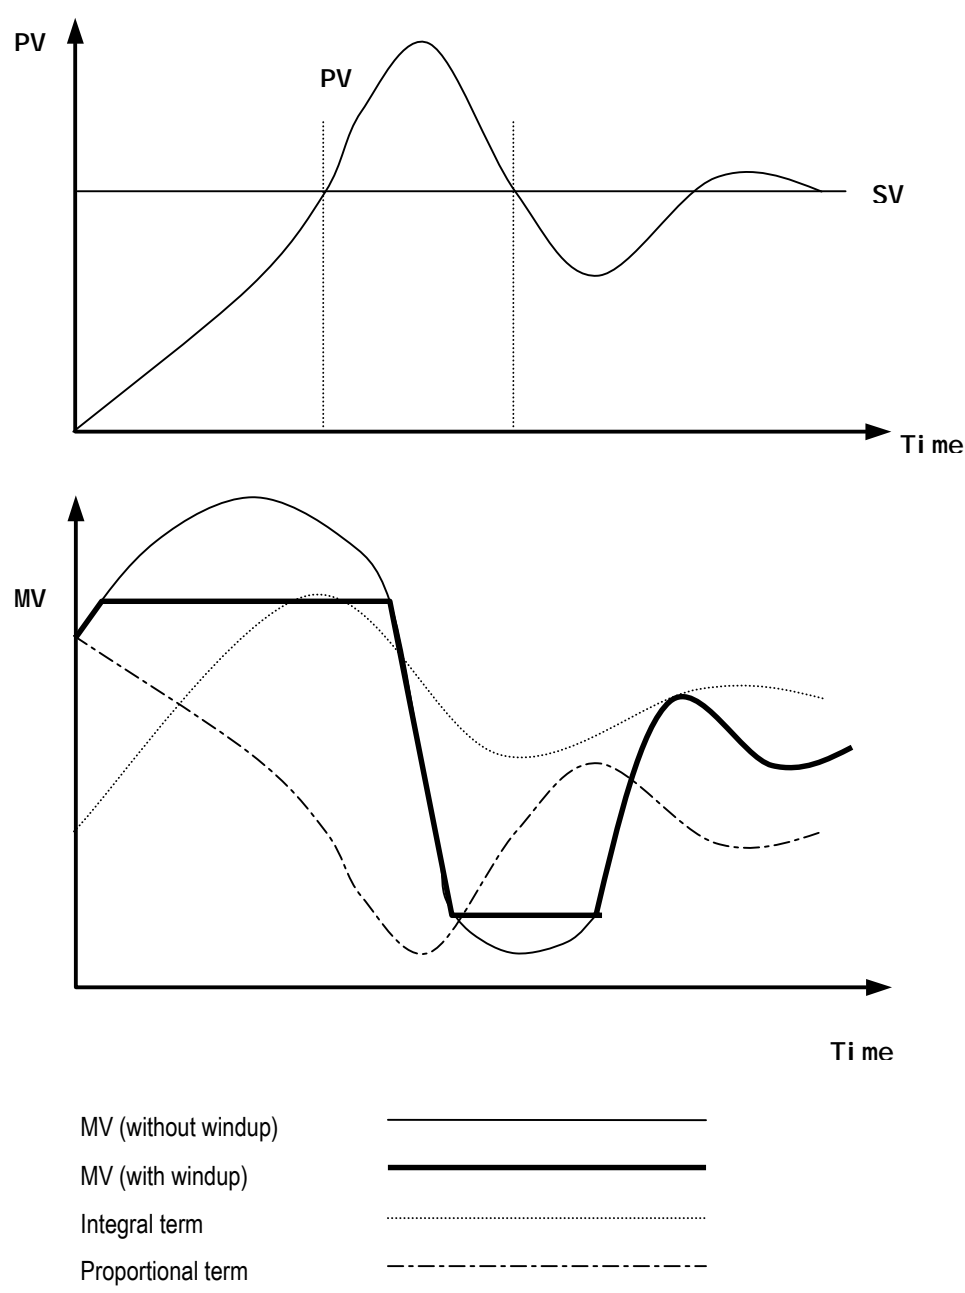 PV
PV
SV
Time
MV
Time
MV (without windup)
MV (with windup)
Integral term
Proportional term